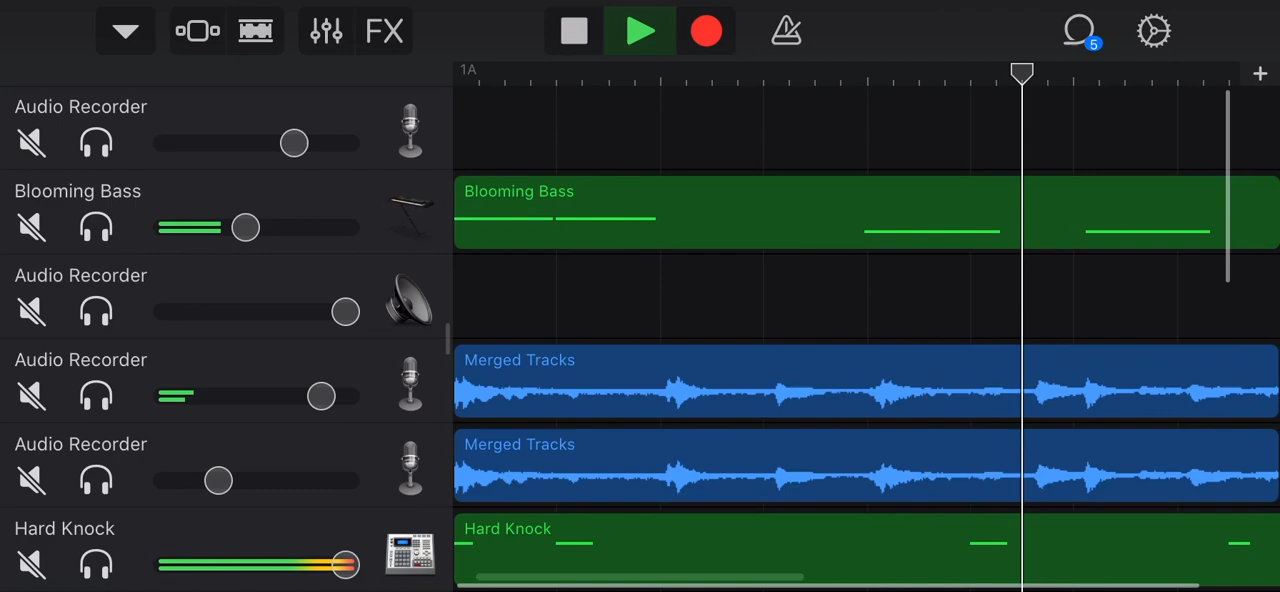 FX
5
1A
Audio Recorder
Blooming Bass
Blooming Bass
Audio Recorder
Audio Recorder
Merged Tracks
Audio Recorder
Merged Tracks
Hard Knock
Hard Knock